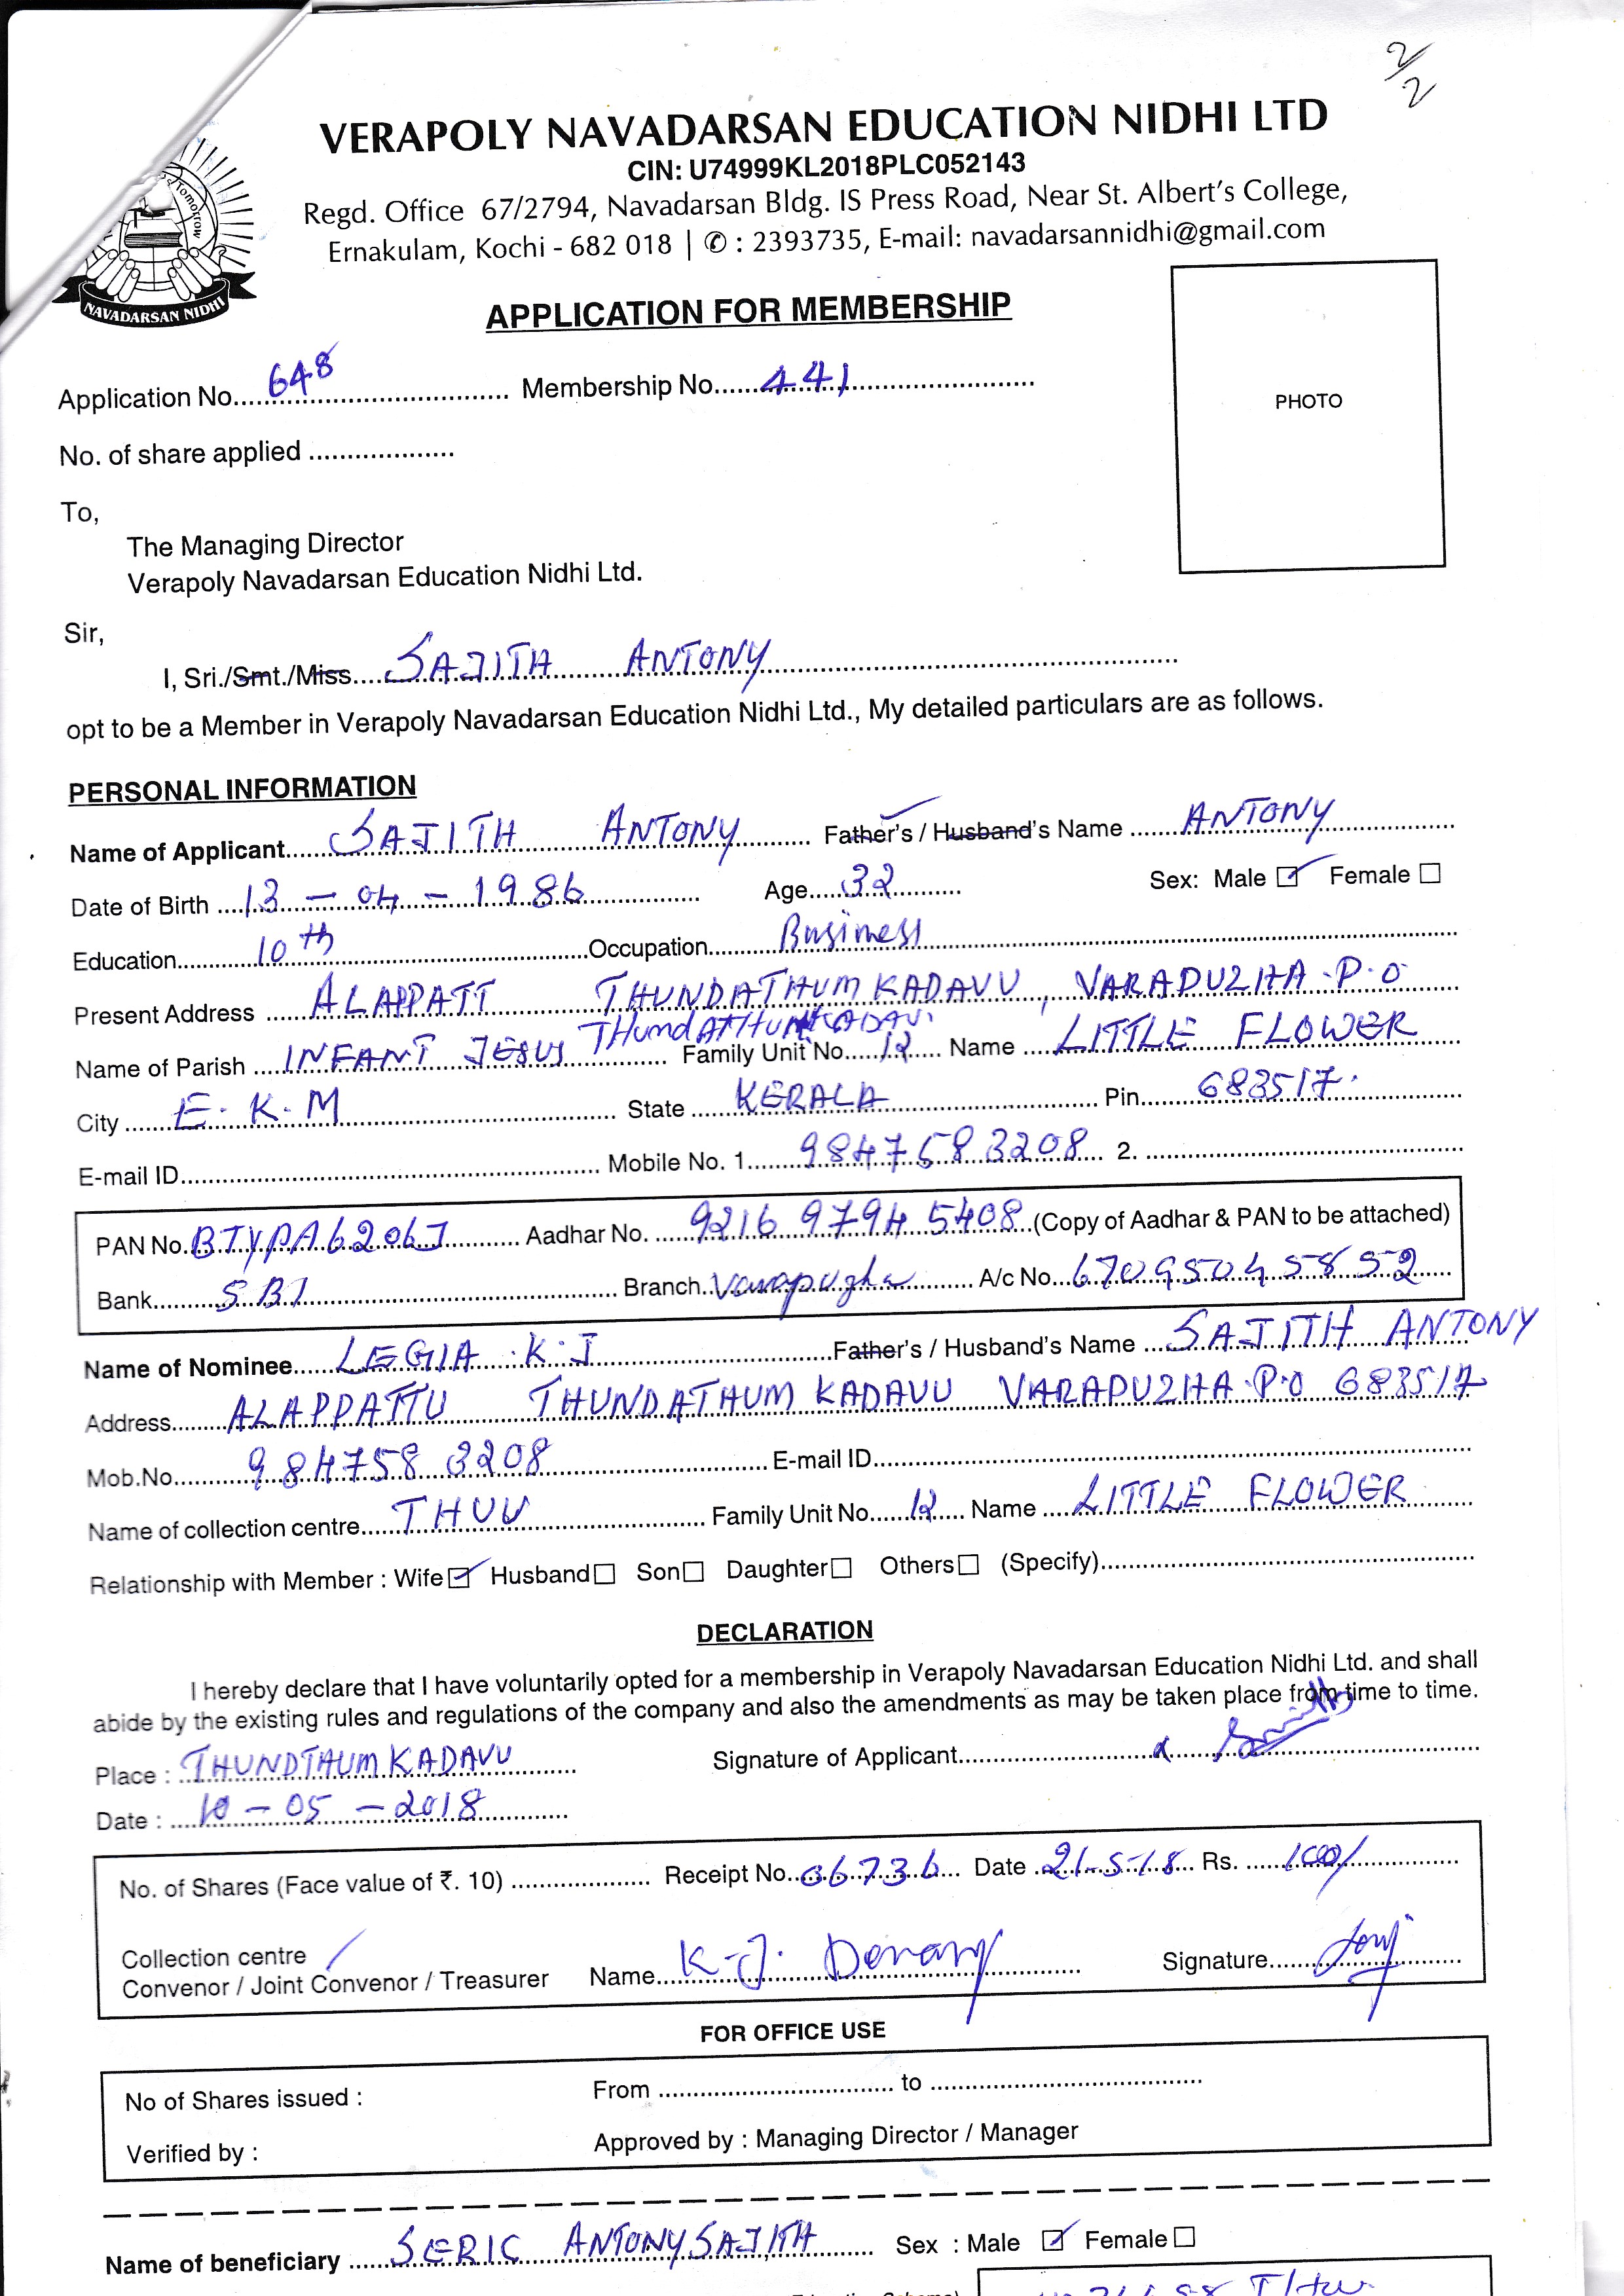 2/2
VERAPOLY NAVADARSAN EDUCATION NIDHI LTD
CIN: U74999KL2018PLC052143
Regd. Office 67/2794, Navadarsan Bldg. IS Press Road, Near St. Albert's College,
Ernakulam, Kochi - 682 018 | ✆ : 2393735, E-mail: navadarsannidhi@gmail.com
Tomorrow
NAVADARSAN NIDHI
APPLICATION FOR MEMBERSHIP
PHOTO
Application No. 648 Membership No. 441
No. of share applied ....................
To,
The Managing Director
Verapoly Navadarsan Education Nidhi Ltd.
Sir,
I, Sri./Smt./Miss. SAJITH ANTONY
opt to be a Member in Verapoly Navadarsan Education Nidhi Ltd., My detailed particulars are as follows.
PERSONAL INFORMATION
Name of Applicant SAJITH ANTONY Father's / Husband's Name ANTONY
Date of Birth 13 - 04 - 1986 Age 32 Sex: Male ☑ Female ☐
Education 10th Occupation Business
Present Address ALAPPATT THUNDATHUMKADAVU, VARAPUZHA.P.O
Name of Parish INFANT JESUS THUNDATHUMKADAVU Family Unit No. 12 Name LITTLE FLOWER
City E.K.M State KERALA Pin 683517
E-mail ID Mobile No. 1 9847583208 2.
PAN No. BTYPA6206J Aadhar No. 9216 9794 5408 (Copy of Aadhar & PAN to be attached)
Bank SBI Branch Varapuzha A/c No. 67095045852
Name of Nominee LEGIA K.J Father's / Husband's Name SAJITH ANTONY
Address ALAPPATTU THUNDATHUMKADAVU VARAPUZHA.P.O 683517
Mob.No. 9847583208 E-mail ID
Name of collection centre THUU Family Unit No. 12 Name LITTLE FLOWER
Relationship with Member : Wife ☑ Husband ☐ Son ☐ Daughter ☐ Others ☐ (Specify)
DECLARATION
I hereby declare that I have voluntarily opted for a membership in Verapoly Navadarsan Education Nidhi Ltd. and shall
abide by the existing rules and regulations of the company and also the amendments as may be taken place from time to time.
Place : THUNDTHUMKADAVU Signature of Applicant
Date : 10 - 05 - 2018
No. of Shares (Face value of ₹. 10) Receipt No. 06736 Date 21-5-18 Rs. 1000/
Collection centre
Convenor / Joint Convenor / Treasurer Name K.J. Signature
FOR OFFICE USE
No of Shares issued : From to
Verified by : Approved by : Managing Director / Manager
Name of beneficiary SERIC ANTONY SAJITH Sex : Male ☑ Female ☐